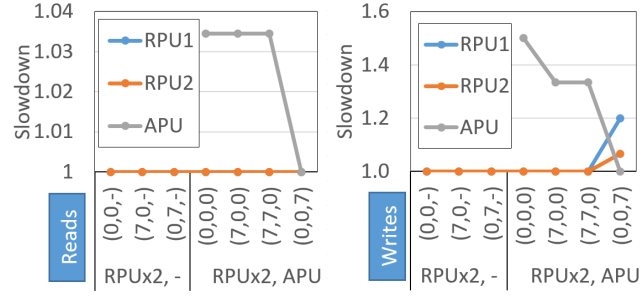 Slowdown
1.04
1.03
1.02
1.01
1
RPU1
RPU2
APU
Reads
(0,0,-)
(7,0,-)
(0,7,-)
(0,0,0)
(7,0,0)
(7,7,0)
(0,0,7)
RPUx2, -
RPUx2, APU
Slowdown
1.6
1.4
1.2
1.0
RPU1
RPU2
APU
Writes
(0,0,-)
(7,0,-)
(0,7,-)
(0,0,0)
(7,0,0)
(7,7,0)
(0,0,7)
RPUx2, -
RPUx2, APU